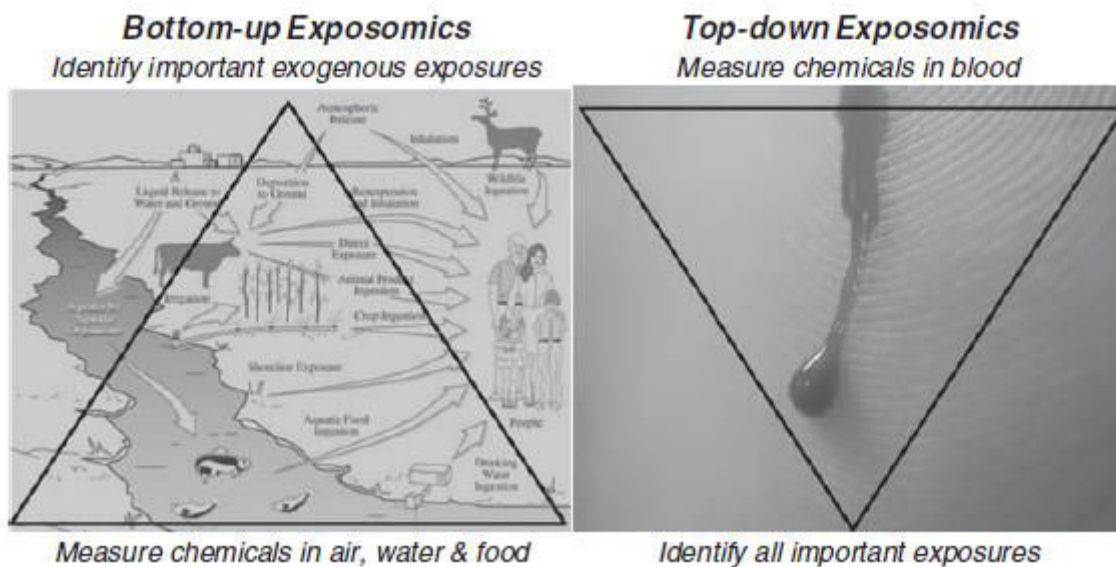 Bottom-up Exposomics
Identify important exogenous exposures
Top-down Exposomics
Measure chemicals in blood
Atmospheric
Release
Inhalation
Wildlife
Ingestion
Liquid Release to
Water and Ground
Deposition
to Ground
Resuspension
and Inhalation
Direct
Exposure
Animal Product
Ingestion
Irrigation
Crop Ingestion
Shoreline Exposure
Aquatic Food
Ingestion
People
Drinking
Water
Ingestion
Measure chemicals in air, water & food
Identify all important exposures